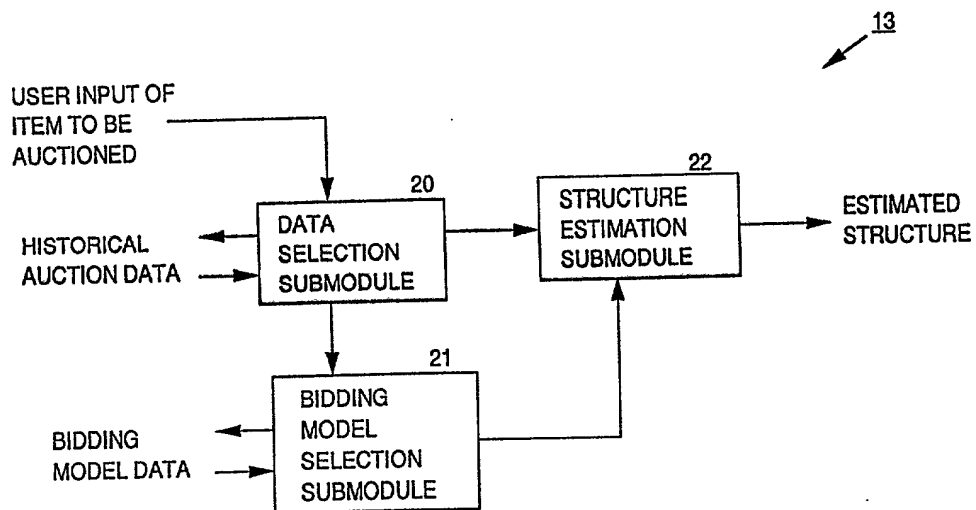 13
USER INPUT OF
ITEM TO BE
AUCTIONED
20
DATA
SELECTION
SUBMODULE
22
STRUCTURE
ESTIMATION
SUBMODULE
ESTIMATED
STRUCTURE
HISTORICAL
AUCTION DATA
21
BIDDING
MODEL
SELECTION
SUBMODULE
BIDDING
MODEL DATA